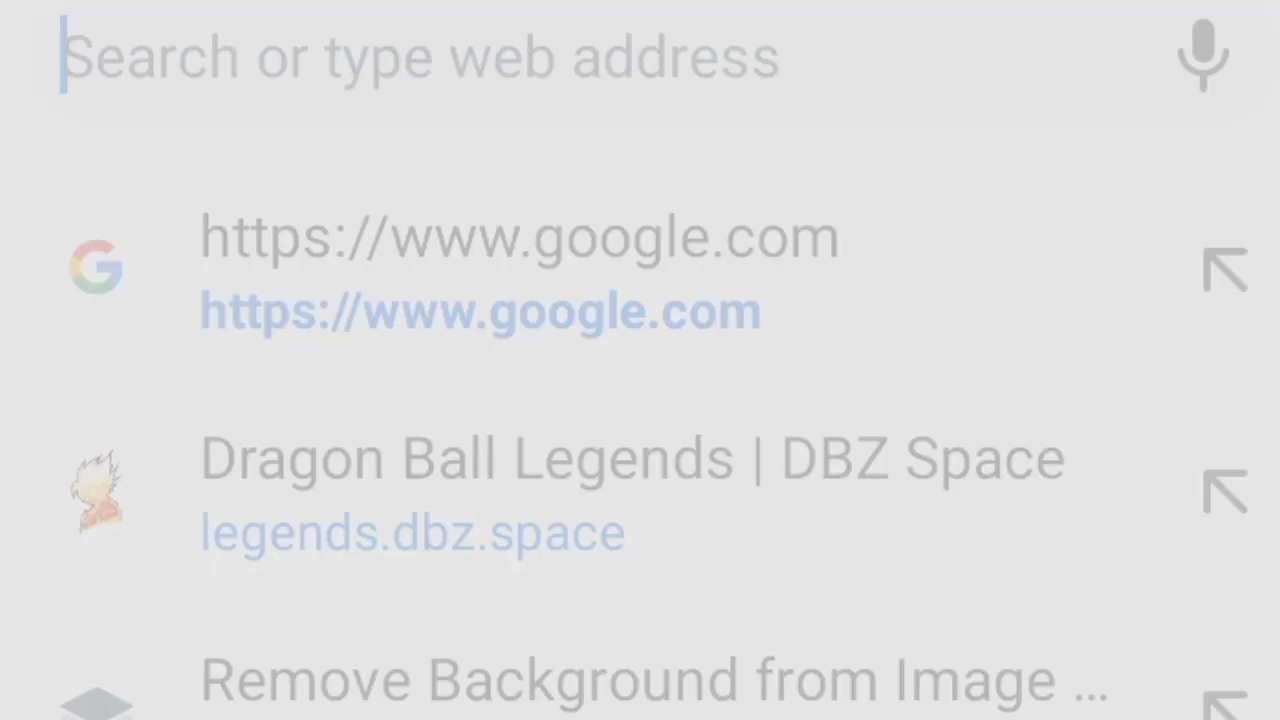 Search or type web address
https://www.google.com
https://www.google.com
Dragon Ball Legends | DBZ Space
legends.dbz.space
Remove Background from Image ...